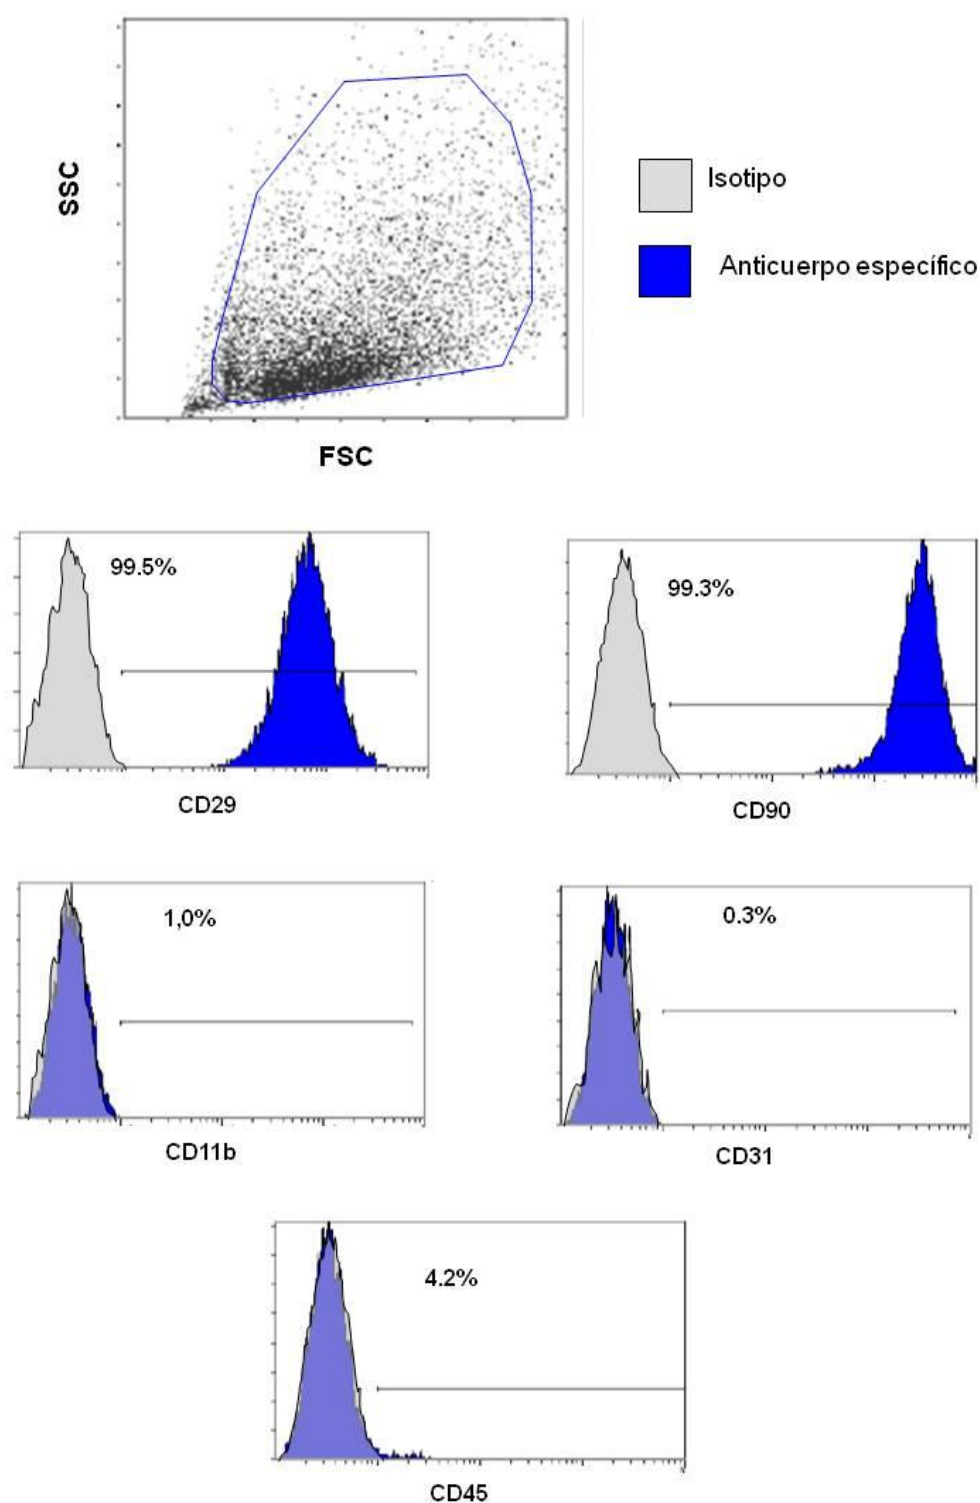 SSC
Isotipo
Anticuerpo específico
FSC
99.5%
99.3%
CD29
CD90
1,0%
0.3%
CD11b
CD31
4.2%
CD45